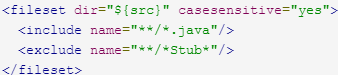 <fileset dir="${src}" casesensitive="yes">
  <include name="**/*.java"/>
  <exclude name="**/*Stub*"/>
</fileset>